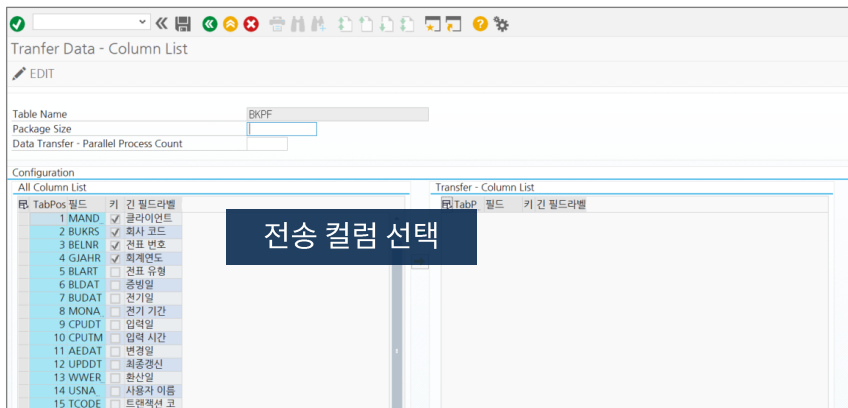 Tranfer Data - Column List
EDIT
Table Name BKPF
Package Size
Data Transfer - Parallel Process Count
Configuration
All Column List
Transfer - Column List
TabPos 필드 키 긴 필드라벨
TabP 필드 키 긴 필드라벨
전송 컬럼 선택
1 MAND_ 클라이언트
2 BUKRS 회사 코드
3 BELNR 전표 번호
4 GJAHR 회계연도
5 BLART 전표 유형
6 BLDAT 증빙일
7 BUDAT 전기일
8 MONA_ 전기 기간
9 CPUDT 입력일
10 CPUTM 입력 시간
11 AEDAT 변경일
12 UPDDT 최종갱신
13 WWER_ 환산일
14 USNA_ 사용자 이름
15 TCODE 트랜잭션 코